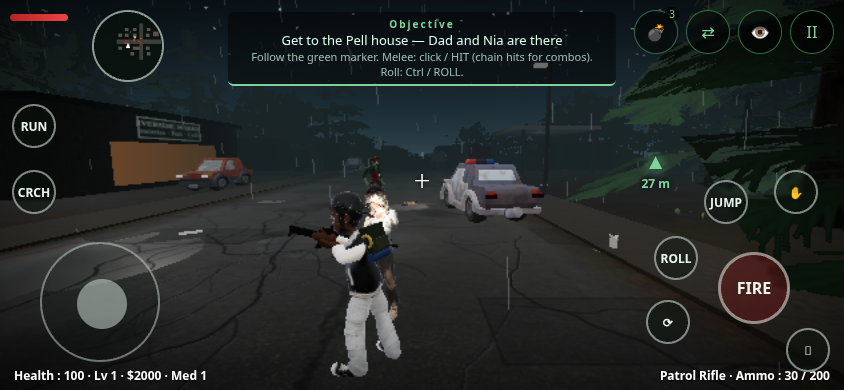 Objective
Get to the Pell house — Dad and Nia are there
Follow the green marker. Melee: click / HIT (chain hits for combos).
Roll: Ctrl / ROLL.
3
II
RUN
CRCH
27 m
JUMP
ROLL
FIRE
Health : 100 · Lv 1 · $2000 · Med 1
Patrol Rifle · Ammo : 30 / 200